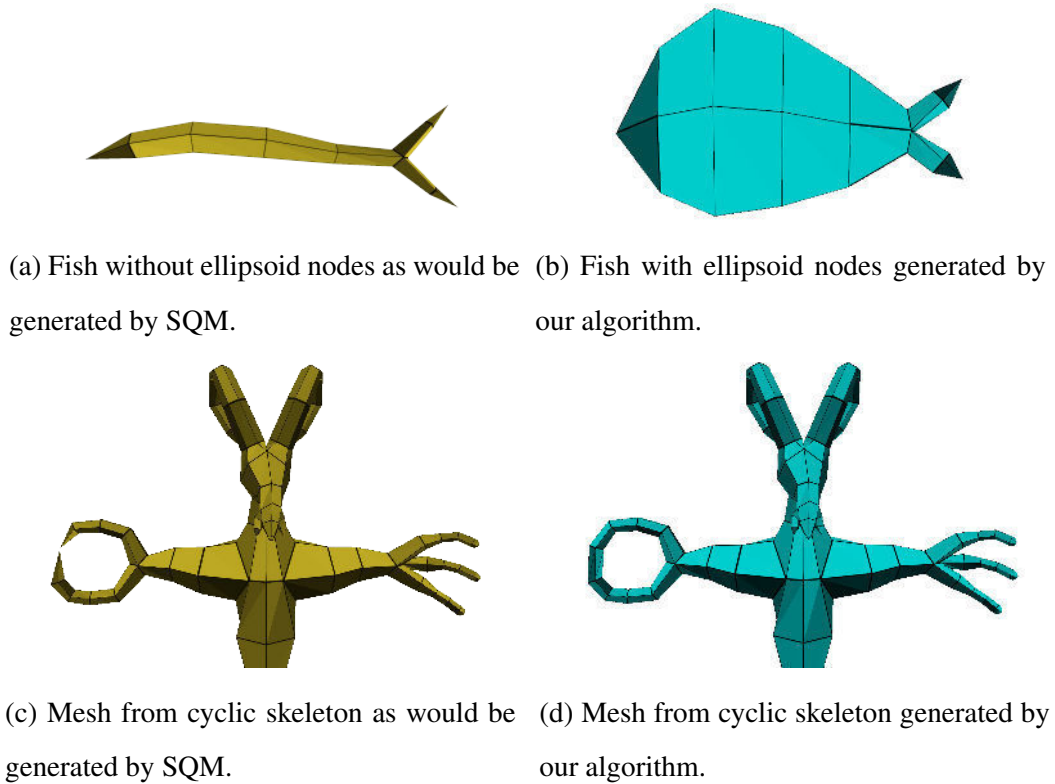 (a) Fish without ellipsoid nodes as would be
generated by SQM.
(b) Fish with ellipsoid nodes generated by
our algorithm.
(c) Mesh from cyclic skeleton as would be
generated by SQM.
(d) Mesh from cyclic skeleton generated by
our algorithm.